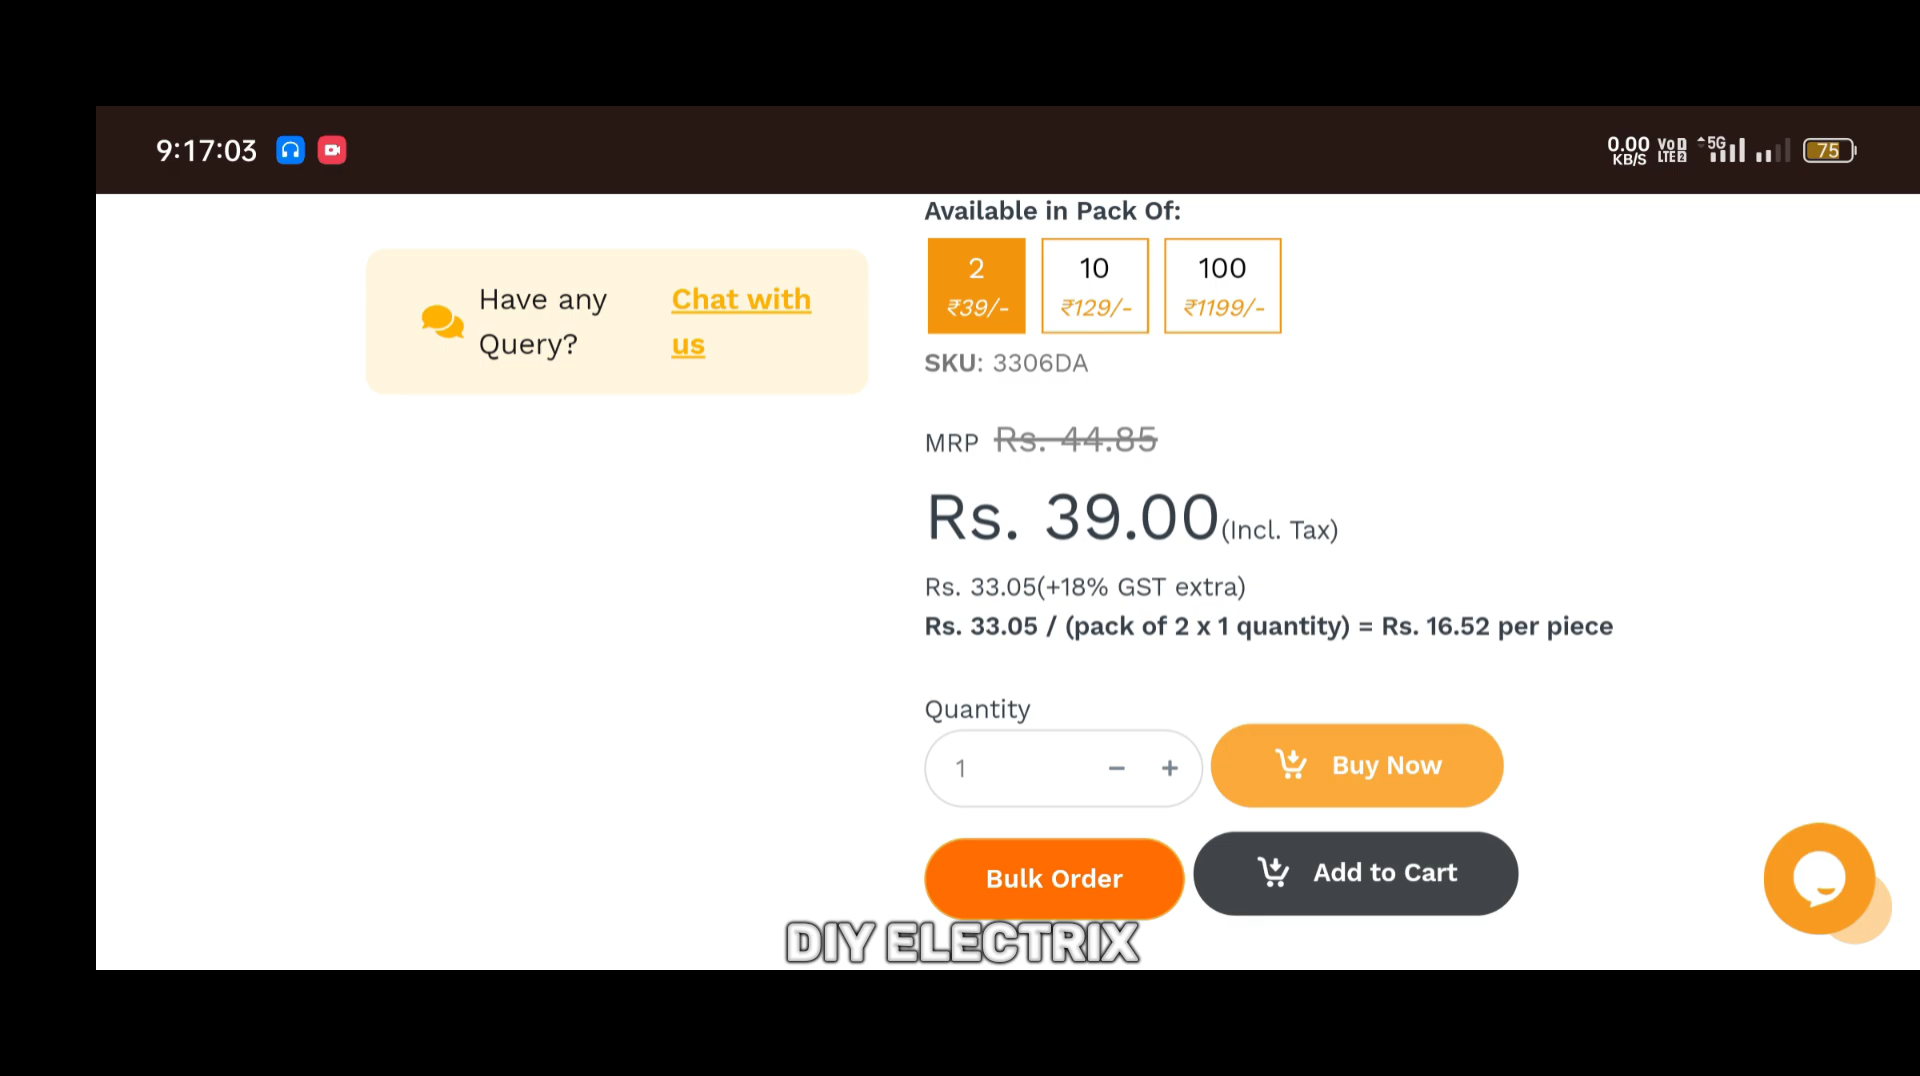 9:17:03
0.00 KB/S VoD LTE2 5G 75
Available in Pack Of:
2 10 100
₹39/- ₹129/- ₹1199/-
Have any Query?
Chat with us
SKU: 3306DA
MRP Rs. 44.85
Rs. 39.00(Incl. Tax)
Rs. 33.05(+18% GST extra)
Rs. 33.05 / (pack of 2 x 1 quantity) = Rs. 16.52 per piece
Quantity
1 − +
Buy Now
Bulk Order
Add to Cart
DIY ELECTRIX